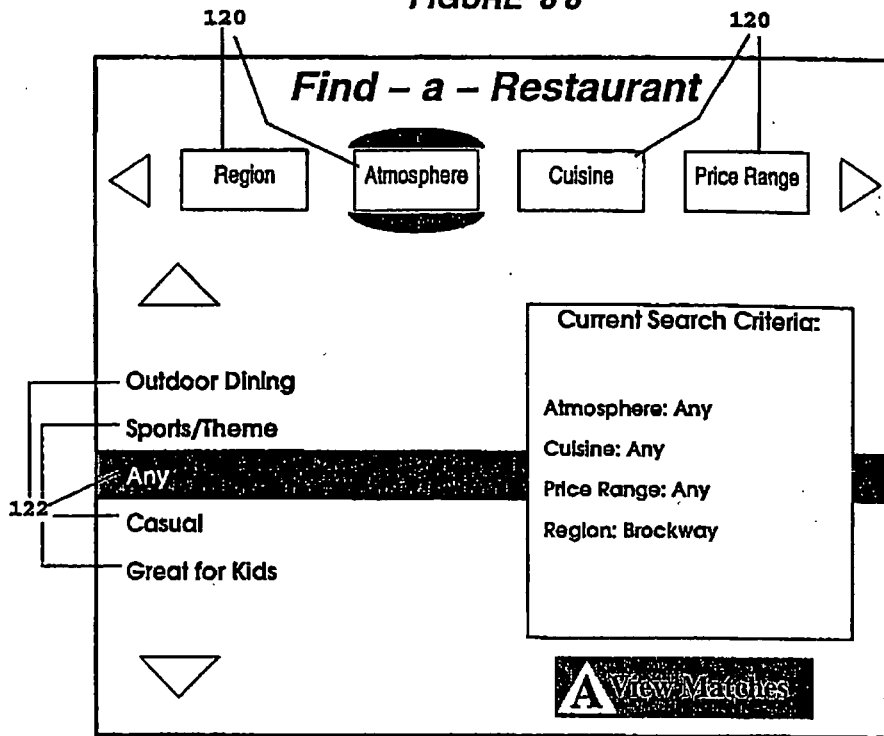 120 120
Find – a – Restaurant
Region Atmosphere Cuisine Price Range
Current Search Criteria:
Outdoor Dining
Atmosphere: Any
Sports/Theme
Cuisine: Any
Any
Price Range: Any
122
Casual
Region: Brockway
Great for Kids
A View Matches